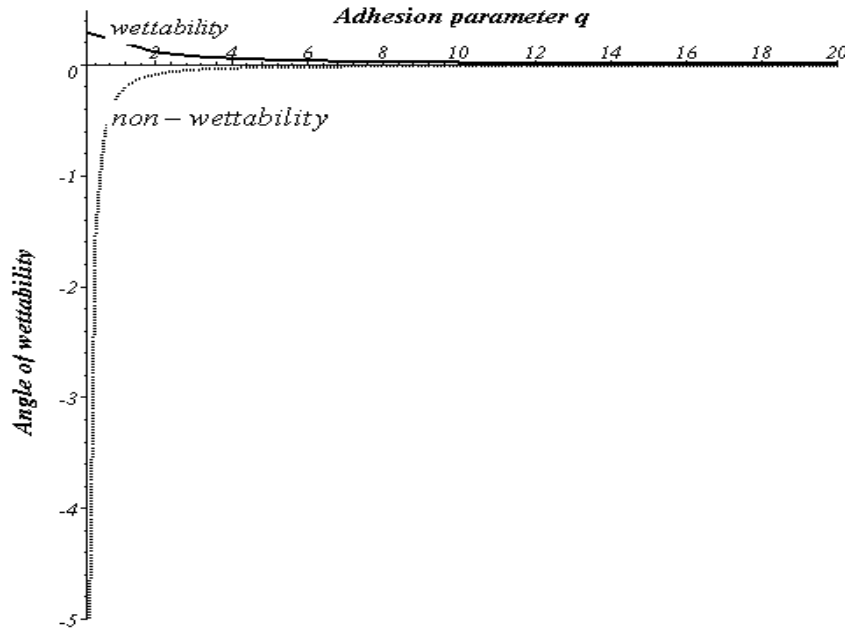 Adhesion parameter q
wettability
2 4 6 8 10 12 14 16 18 20
0
non – wettability
-1
-2
-3
-4
-5
Angle of wettability